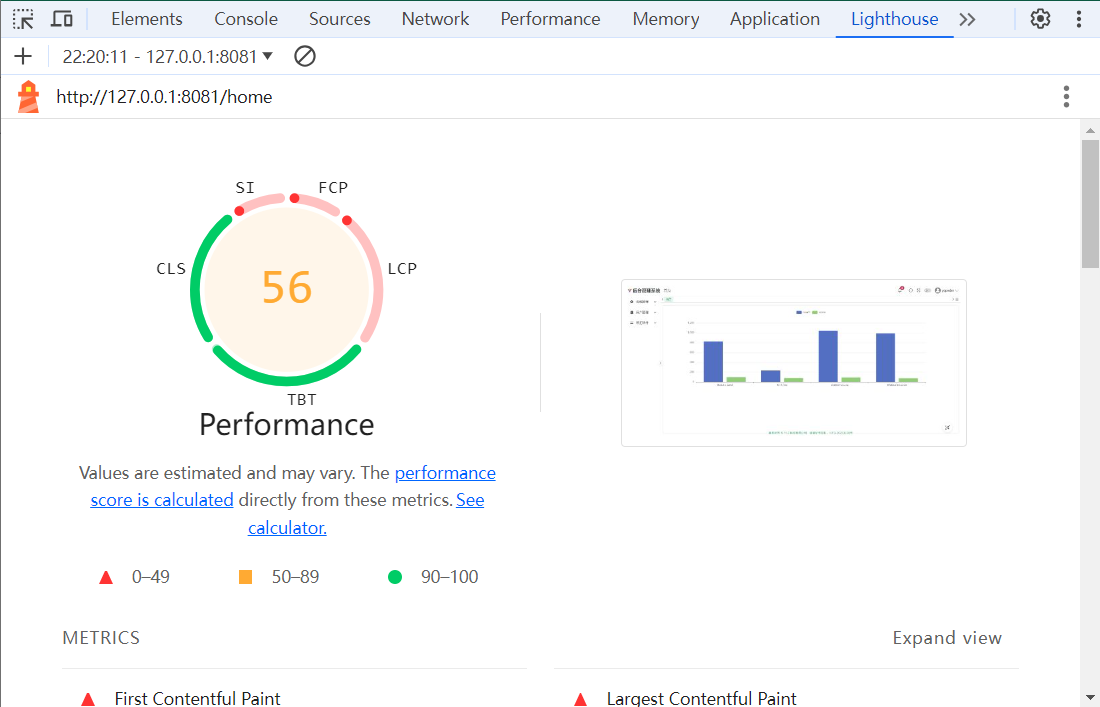 Elements Console Sources Network Performance Memory Application Lighthouse
22:20:11 - 127.0.0.1:8081
http://127.0.0.1:8081/home
SI FCP
CLS LCP
56
TBT
Performance
Values are estimated and may vary. The performance
score is calculated directly from these metrics. See
calculator.
0–49 50–89 90–100
METRICS Expand view
First Contentful Paint Largest Contentful Paint